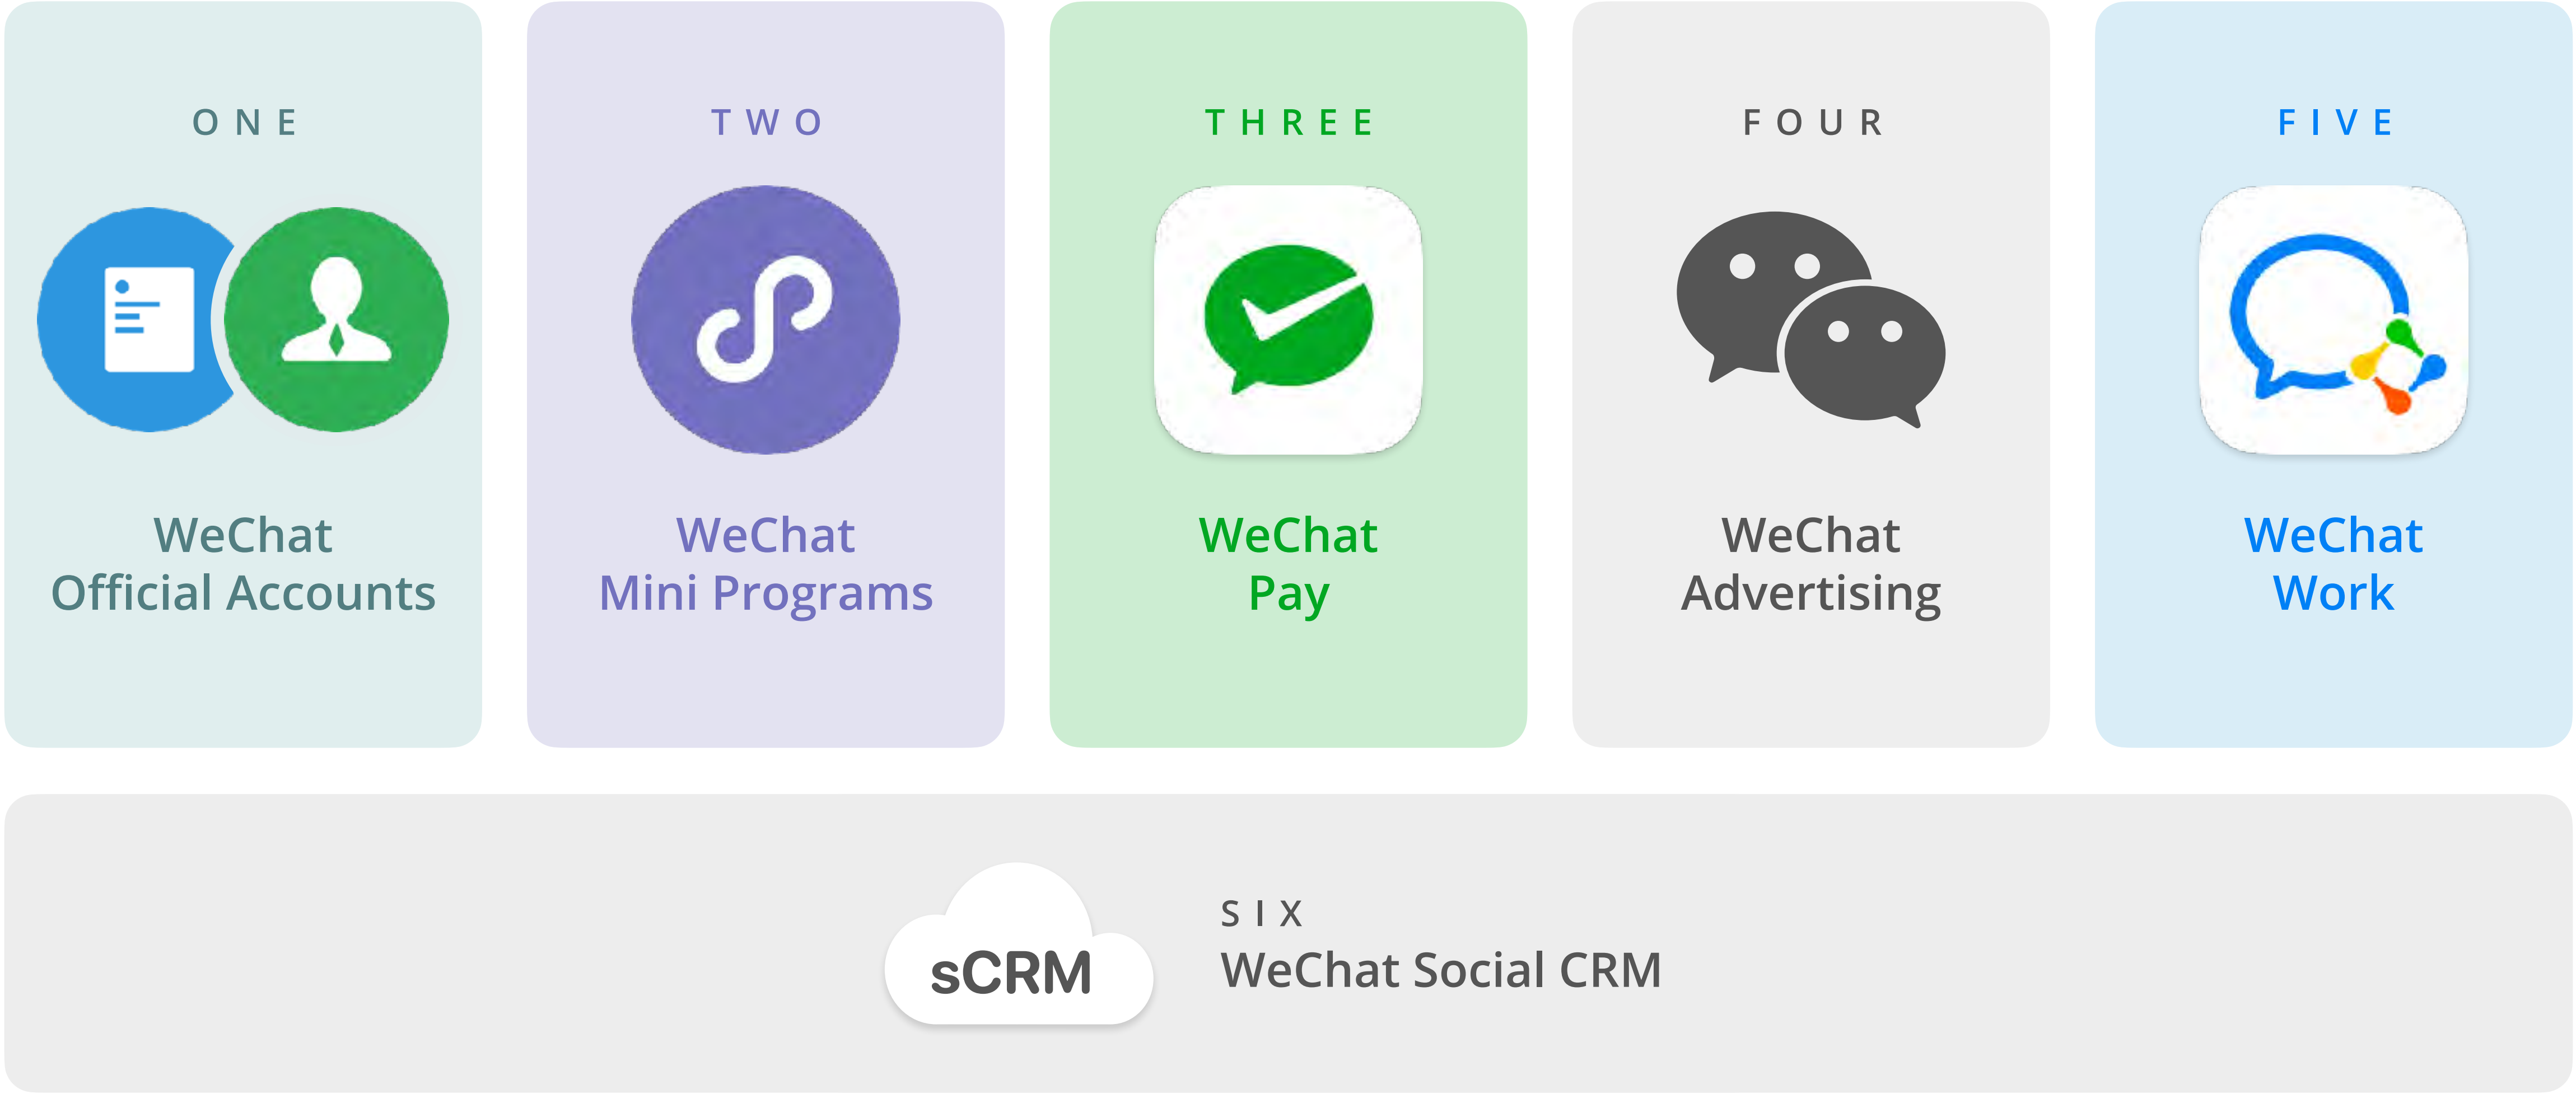 ONE
WeChat
Official Accounts
TWO
WeChat
Mini Programs
THREE
WeChat
Pay
FOUR
WeChat
Advertising
FIVE
WeChat
Work
sCRM
SIX
WeChat Social CRM